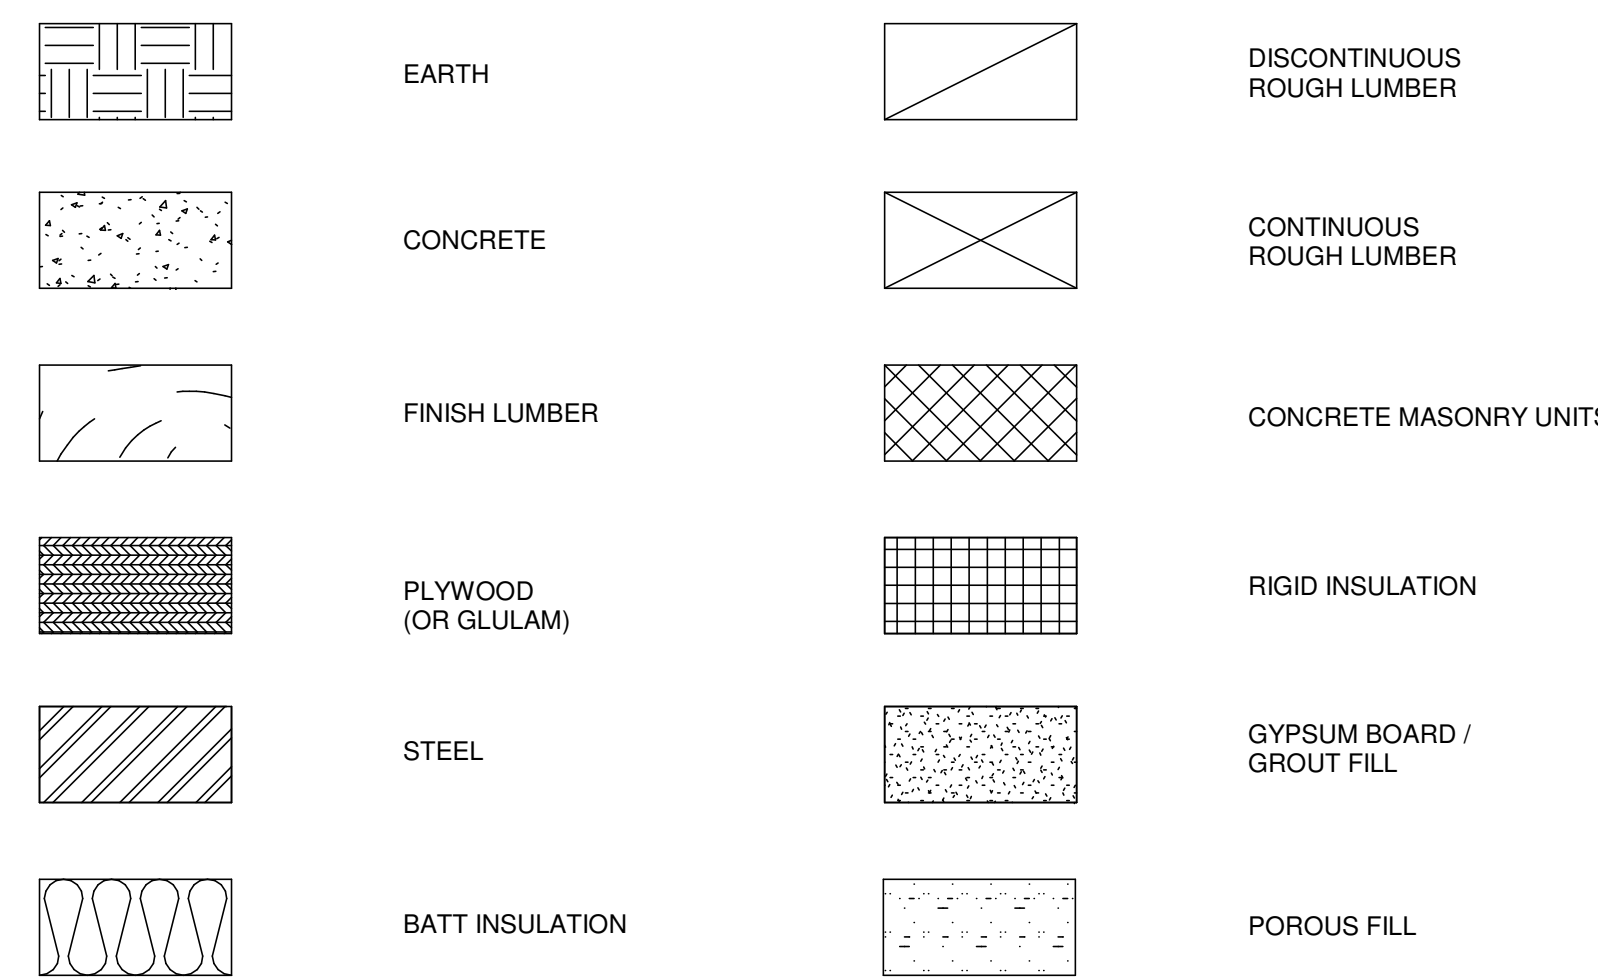 EARTH
DISCONTINUOUS
ROUGH LUMBER
CONCRETE
CONTINUOUS
ROUGH LUMBER
FINISH LUMBER
CONCRETE MASONRY UNITS
PLYWOOD
(OR GLULAM)
RIGID INSULATION
STEEL
GYPSUM BOARD /
GROUT FILL
BATT INSULATION
POROUS FILL